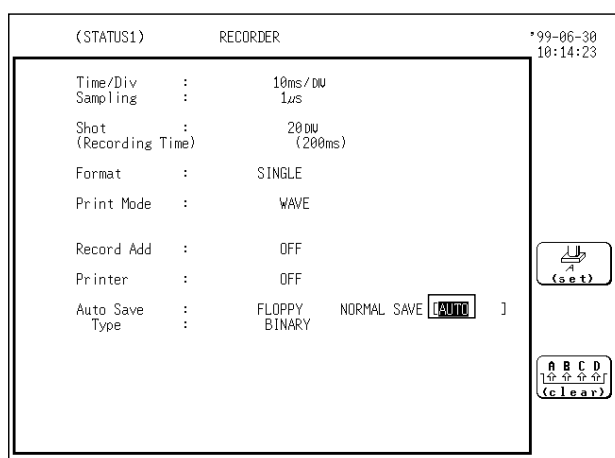 (STATUS1) RECORDER '99-06-30
10:14:23
Time/Div : 10ms/DIV
Sampling : 1μs
Shot : 20DIV
(Recording Time) (200ms)
Format : SINGLE
Print Mode : WAVE
Record Add : OFF
Printer : OFF
Auto Save : FLOPPY NORMAL SAVE [AUTO ]
Type : BINARY
A
(set)
A B C D
(clear)